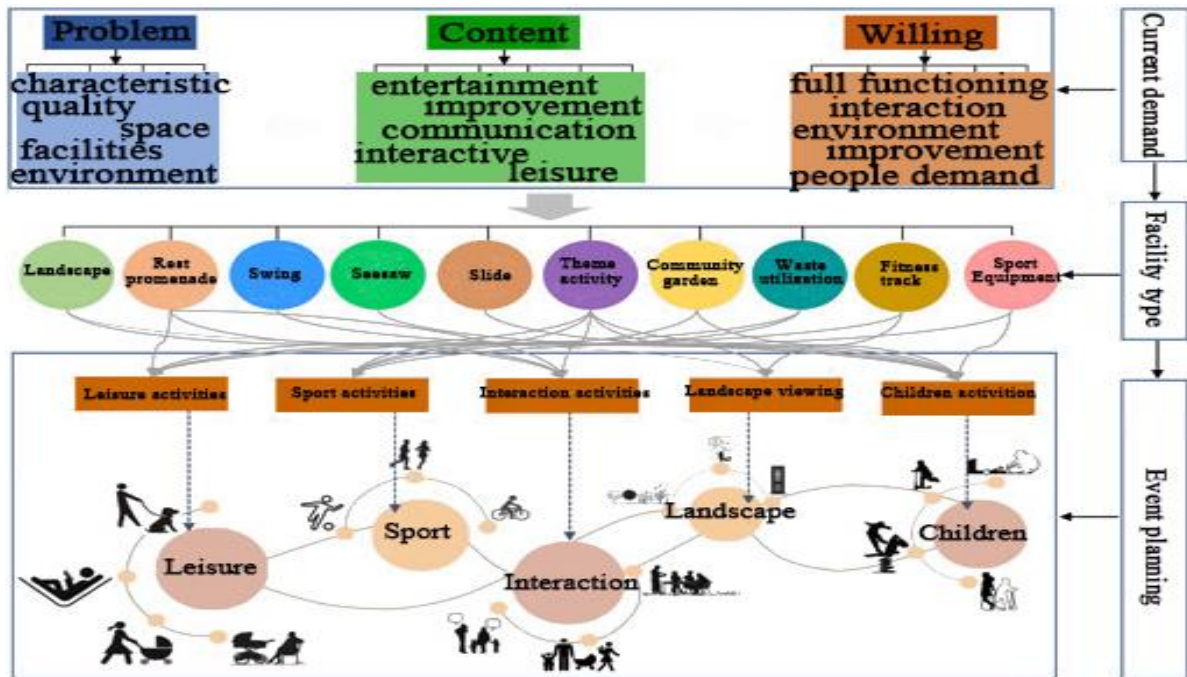 Problem
Content
Willing
characteristic
quality
space
facilities
environment
entertainment
improvement
communication
interactive
leisure
full functioning
interaction
environment
improvement
people demand
Current demand
Landscape
Rest
promenade
Swing
Seesaw
Slide
Theme
activity
Community
garden
Waste
utilization
Fitness
track
Sport
Equipment
Facility type
Leisure activities
Sport activities
Interaction activities
Landscape viewing
Children activition
Leisure
Sport
Interaction
Landscape
Children
Event planning